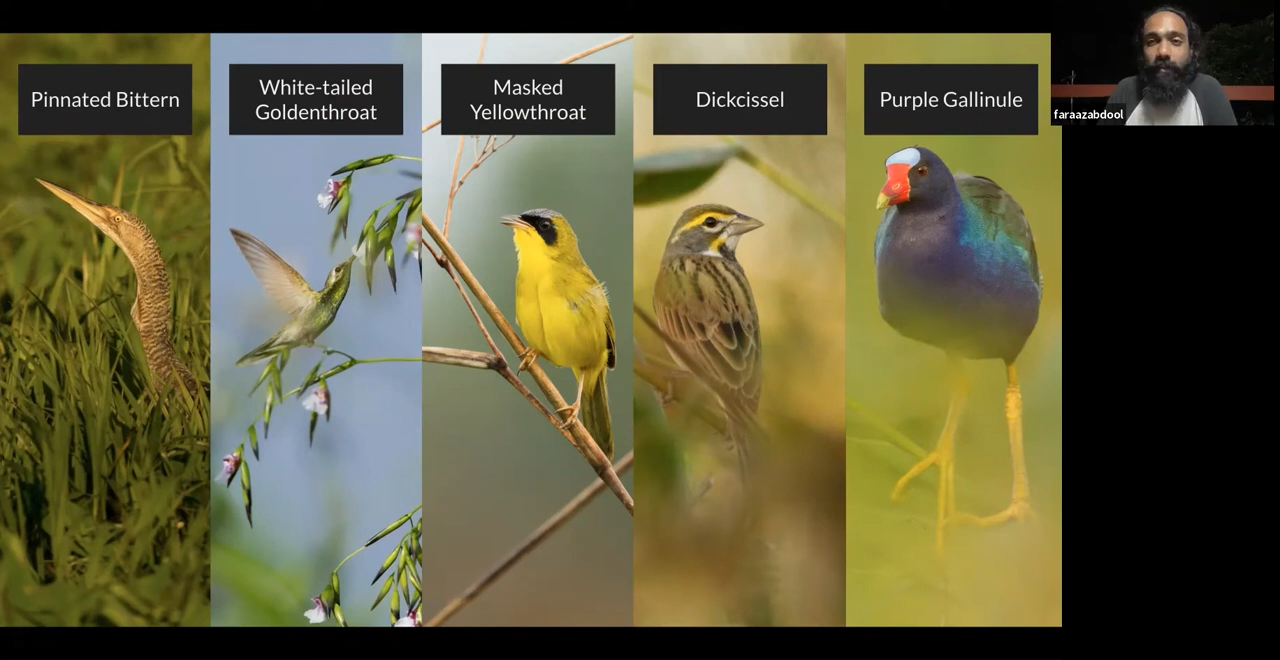 Pinnated Bittern
White-tailed
Goldenthroat
Masked
Yellowthroat
Dickcissel
Purple Gallinule
faraazabdool